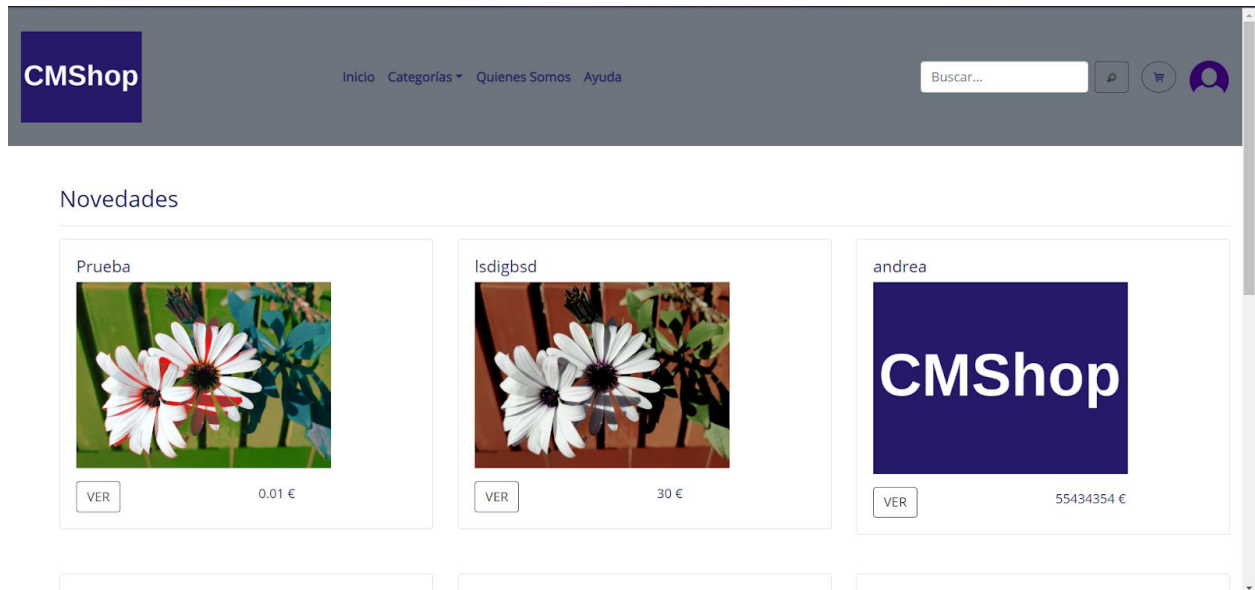 CMShop
Inicio Categorías Quienes Somos Ayuda
Buscar...
Novedades
Prueba
lsdigbsd
andrea
CMShop
VER 0.01 €
VER 30 €
VER 55434354 €